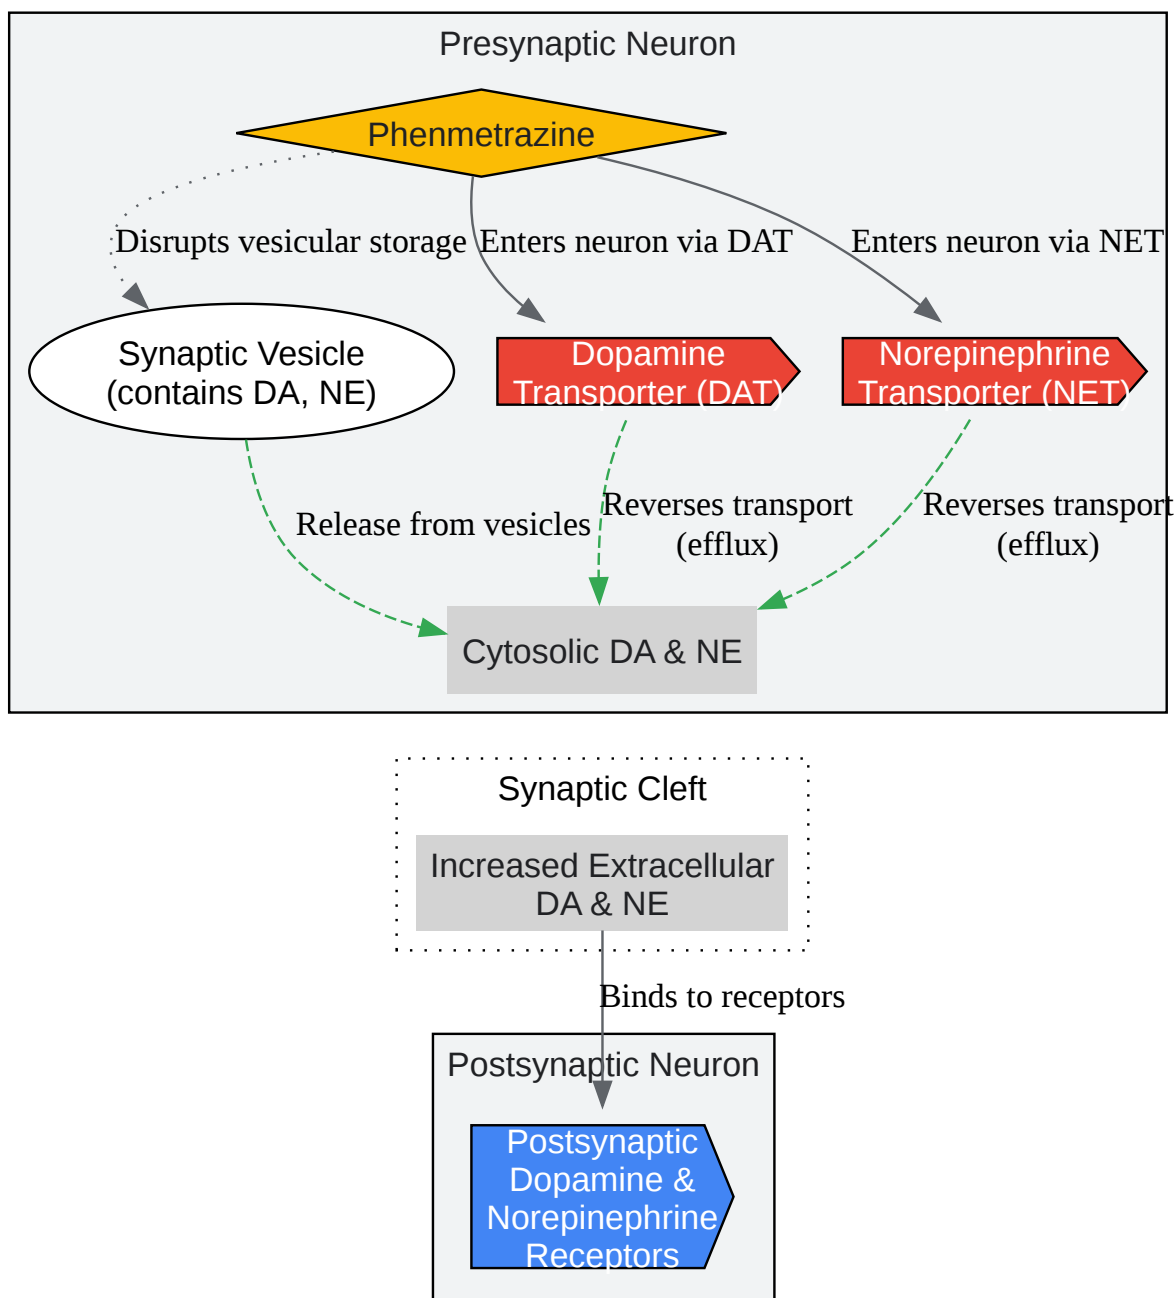 Presynaptic Neuron
Phenmetrazine
Disrupts vesicular storage
Enters neuron via DAT
Enters neuron via NET
Synaptic Vesicle
(contains DA, NE)
Dopamine
Transporter (DAT)
Norepinephrine
Transporter (NET)
Release from vesicles
Reverses transport
(efflux)
Reverses transport
(efflux)
Cytosolic DA & NE
Synaptic Cleft
Increased Extracellular
DA & NE
Binds to receptors
Postsynaptic Neuron
Postsynaptic
Dopamine &
Norepinephrine
Receptors